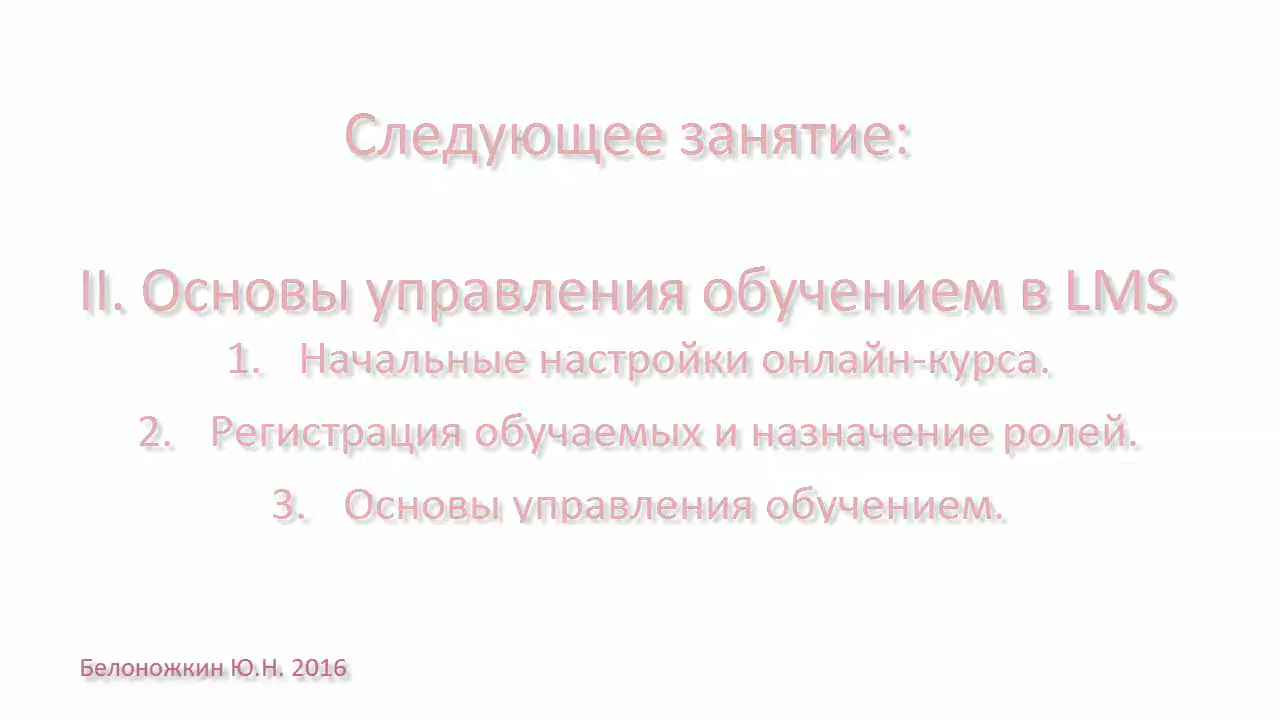 Следующее занятие:
II. Основы управления обучением в LMS
1. Начальные настройки онлайн-курса.
2. Регистрация обучаемых и назначение ролей.
3. Основы управления обучением.
Белоножкин Ю.Н. 2016